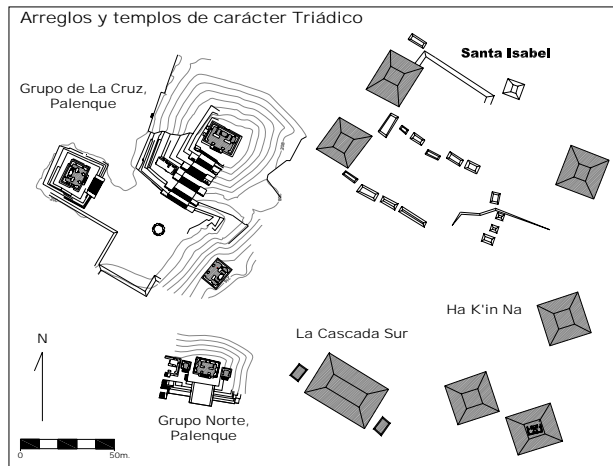 Arreglos y templos de carácter Triádico
Santa Isabel
Grupo de La Cruz,
Palenque
Ha K'in Na
La Cascada Sur
N
Grupo Norte,
Palenque
0
50m.